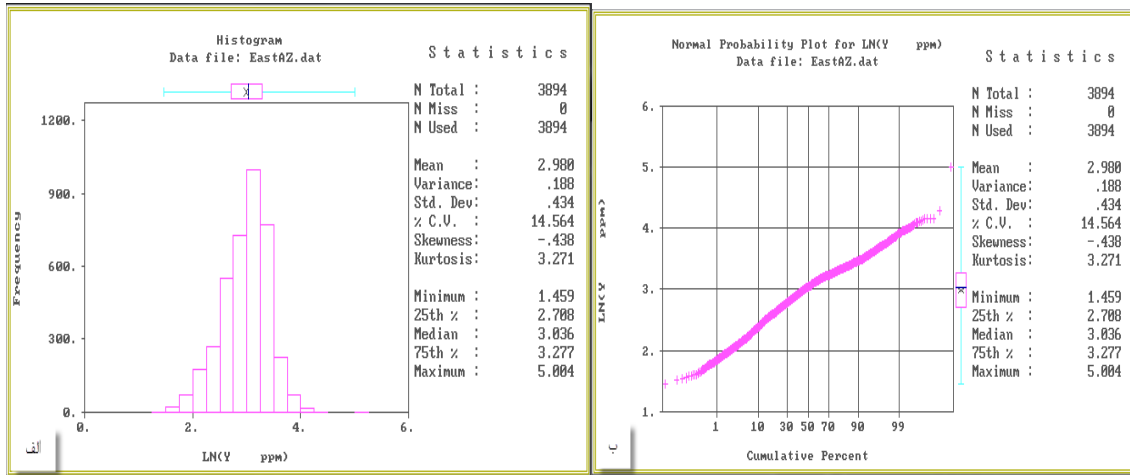 Histogram
Data file: EastAZ.dat
Statistics
N Total : 3894
N Miss : 0
N Used : 3894
Mean : 2.980
Variance: .188
Std. Dev: .434
% C.V. : 14.564
Skewness: -.438
Kurtosis: 3.271
Minimum : 1.459
25th % : 2.708
Median : 3.036
75th % : 3.277
Maximum : 5.004
Frequency
1200.
900.
600.
300.
0.
0. 2. 4. 6.
LN(Y ppm)
الف
Normal Probability Plot for LN(Y ppm)
Data file: EastAZ.dat
Statistics
N Total : 3894
N Miss : 0
N Used : 3894
Mean : 2.980
Variance: .188
Std. Dev: .434
% C.V. : 14.564
Skewness: -.438
Kurtosis: 3.271
Minimum : 1.459
25th % : 2.708
Median : 3.036
75th % : 3.277
Maximum : 5.004
LN(Y ppm)
6.
5.
4.
3.
2.
1.
1 10 30 50 70 90 99
Cumulative Percent
ب